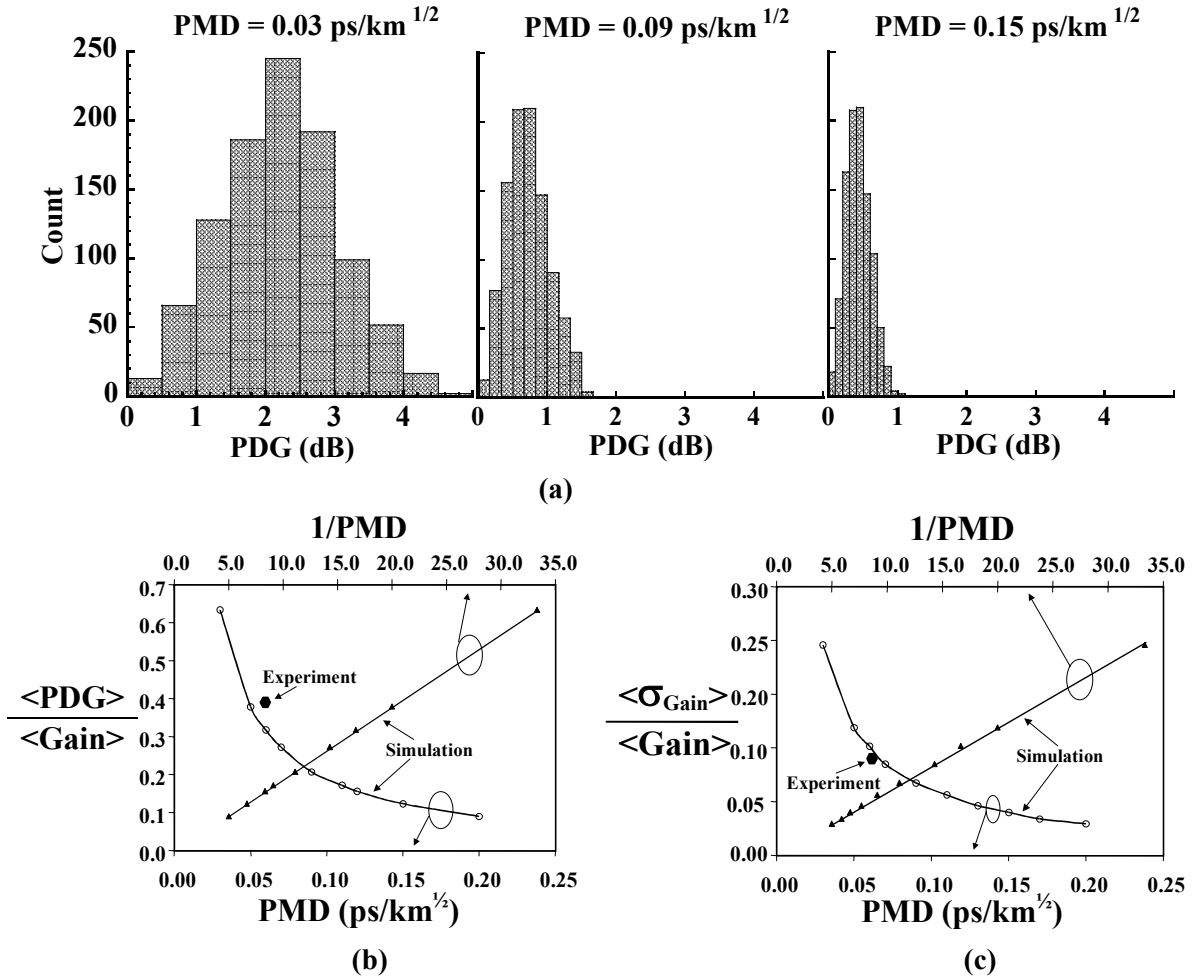 PMD = 0.03 ps/km 1/2
PMD = 0.09 ps/km 1/2
PMD = 0.15 ps/km 1/2
250
200
150
100
50
0
Count
0 1 2 3 4
PDG (dB)
0 1 2 3 4
PDG (dB)
0 1 2 3 4
PDG (dB)
(a)
1/PMD
0.0 5.0 10.0 15.0 20.0 25.0 30.0 35.0
0.7
0.6
0.5
0.4
0.3
0.2
0.1
0.0
<PDG>
<Gain>
Experiment
Simulation
0.00 0.05 0.10 0.15 0.20 0.25
PMD (ps/km½)
(b)
1/PMD
0.0 5.0 10.0 15.0 20.0 25.0 30.0 35.0
0.30
0.25
0.20
0.10
0.05
0.00
<σGain>
<Gain>
Simulation
Experiment
0.00 0.05 0.10 0.15 0.20 0.25
PMD (ps/km½)
(c)